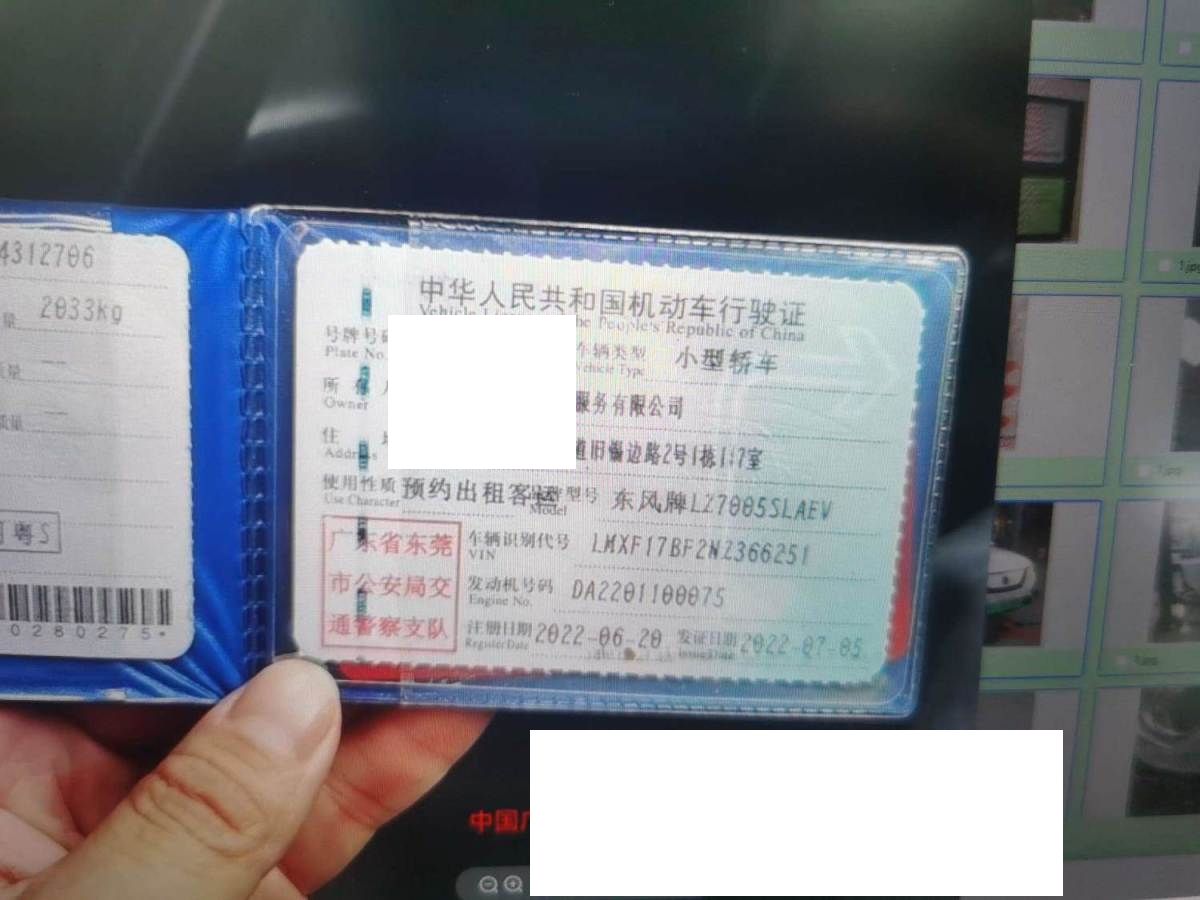 4312706
量 2033kg
质量
粤S
0280275*
中华人民共和国机动车行驶证
Vehicle the People's Republic of China
号牌号码
Plate No.
车辆类型 小型轿车
Vehicle Type
所有人
Owner
服务有限公司
住
Address
道旧锡边路2号1栋117室
使用性质 预约出租客运
Use Character
型号 东风牌LZ7005SLAEV
Model
广东省东莞
市公安局交
通警察支队
车辆识别代号 LMXF17BF2NZ366251
VIN
发动机号码 DA2201100075
Engine No.
注册日期 2022-06-20 发证日期 2022-07-05
Register Date Issue Date
中国
1.jpg